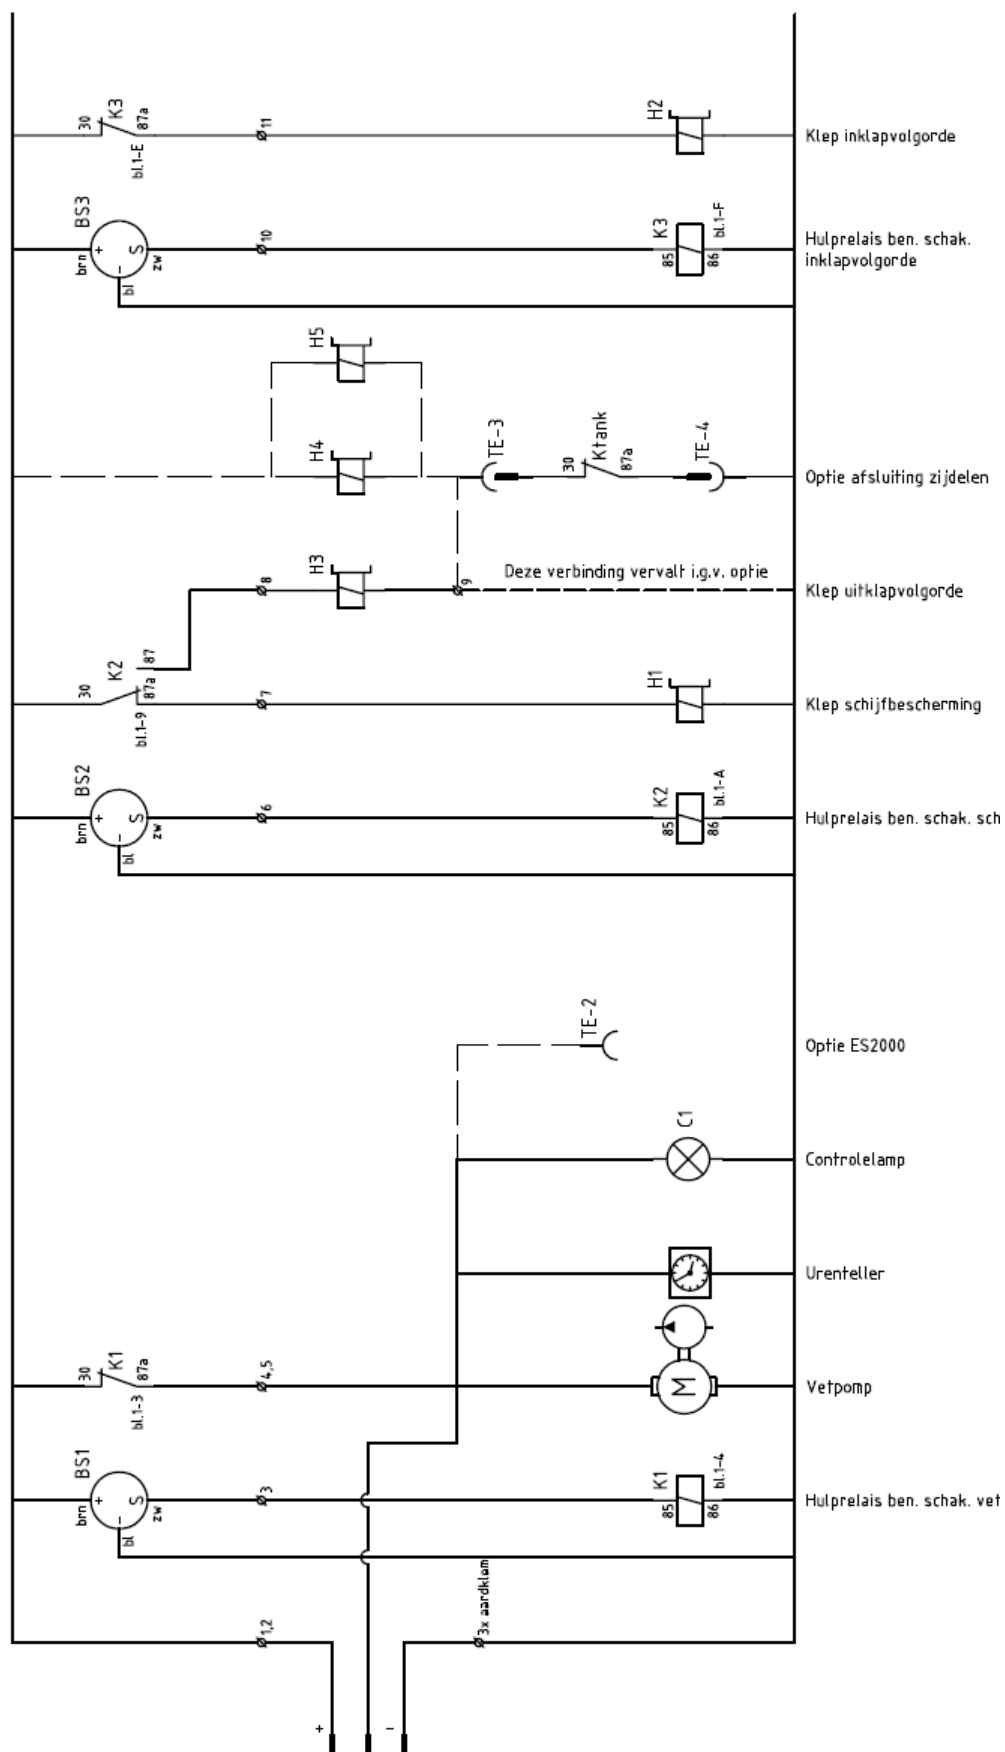 30
K3
87a
bl.1-E
11
H2
Klep inklapvolgorde
BS3
brn
+
S
-
zw
bl
10
85
K3
86
bl.1-F
Hulprelais ben. schak.
inklapvolgorde
H5
H4
TE-3
30
Ktank
87a
TE-4
Optie afsluiting zijdelen
8
H3
9
Deze verbinding vervalt i.g.v. optie
Klep uitklapvolgorde
30
K2
87
87a
bl.1-9
7
H1
Klep schijfbescherming
BS2
brn
+
S
-
zw
bl
6
85
K2
86
bl.1-A
Hulprelais ben. schak. sch
TE-2
Optie ES2000
C1
Controlelamp
Urenteller
30
K1
87a
bl.1-3
4,5
M
Vetpomp
BS1
brn
+
S
-
zw
bl
3
85
K1
86
bl.1-4
Hulprelais ben. schak. vet
1,2
3x aardklem
+
-